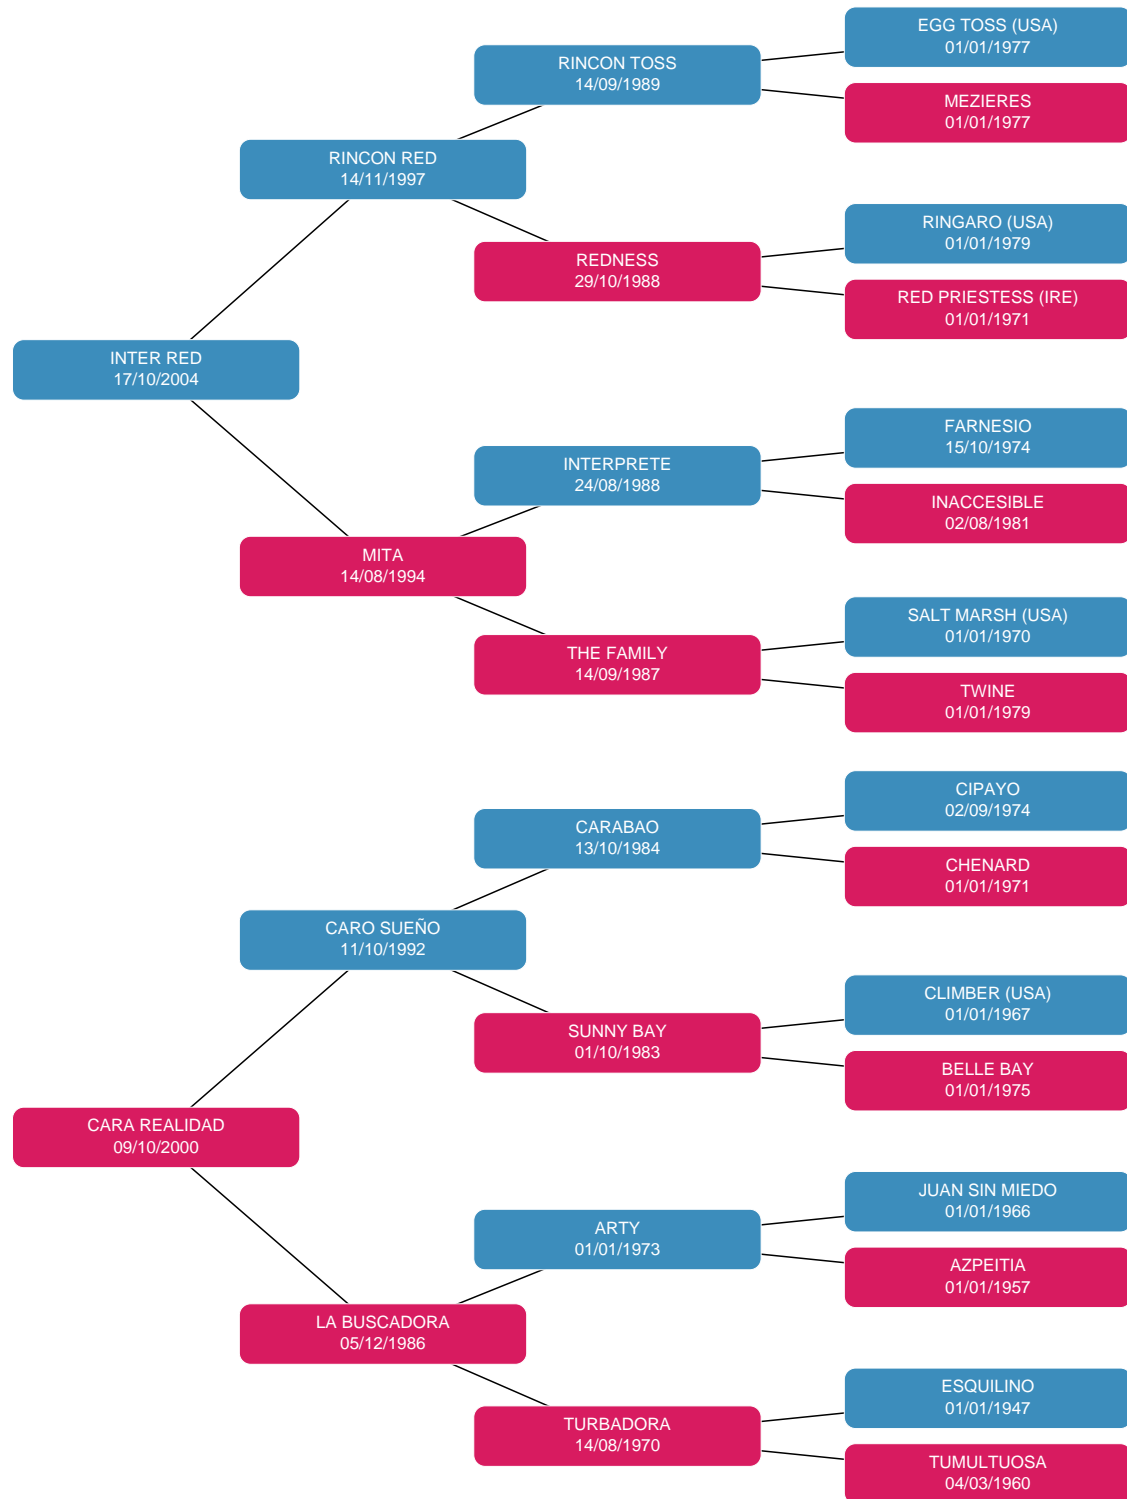 EGG TOSS (USA)
01/01/1977
RINCON TOSS
14/09/1989
MEZIERES
01/01/1977
RINCON RED
14/11/1997
RINGARO (USA)
01/01/1979
REDNESS
29/10/1988
RED PRIESTESS (IRE)
01/01/1971
INTER RED
17/10/2004
FARNESIO
15/10/1974
INTERPRETE
24/08/1988
INACCESIBLE
02/08/1981
MITA
14/08/1994
SALT MARSH (USA)
01/01/1970
THE FAMILY
14/09/1987
TWINE
01/01/1979
CIPAYO
02/09/1974
CARABAO
13/10/1984
CHENARD
01/01/1971
CARO SUEÑO
11/10/1992
CLIMBER (USA)
01/01/1967
SUNNY BAY
01/10/1983
BELLE BAY
01/01/1975
CARA REALIDAD
09/10/2000
JUAN SIN MIEDO
01/01/1966
ARTY
01/01/1973
AZPEITIA
01/01/1957
LA BUSCADORA
05/12/1986
ESQUILINO
01/01/1947
TURBADORA
14/08/1970
TUMULTUOSA
04/03/1960